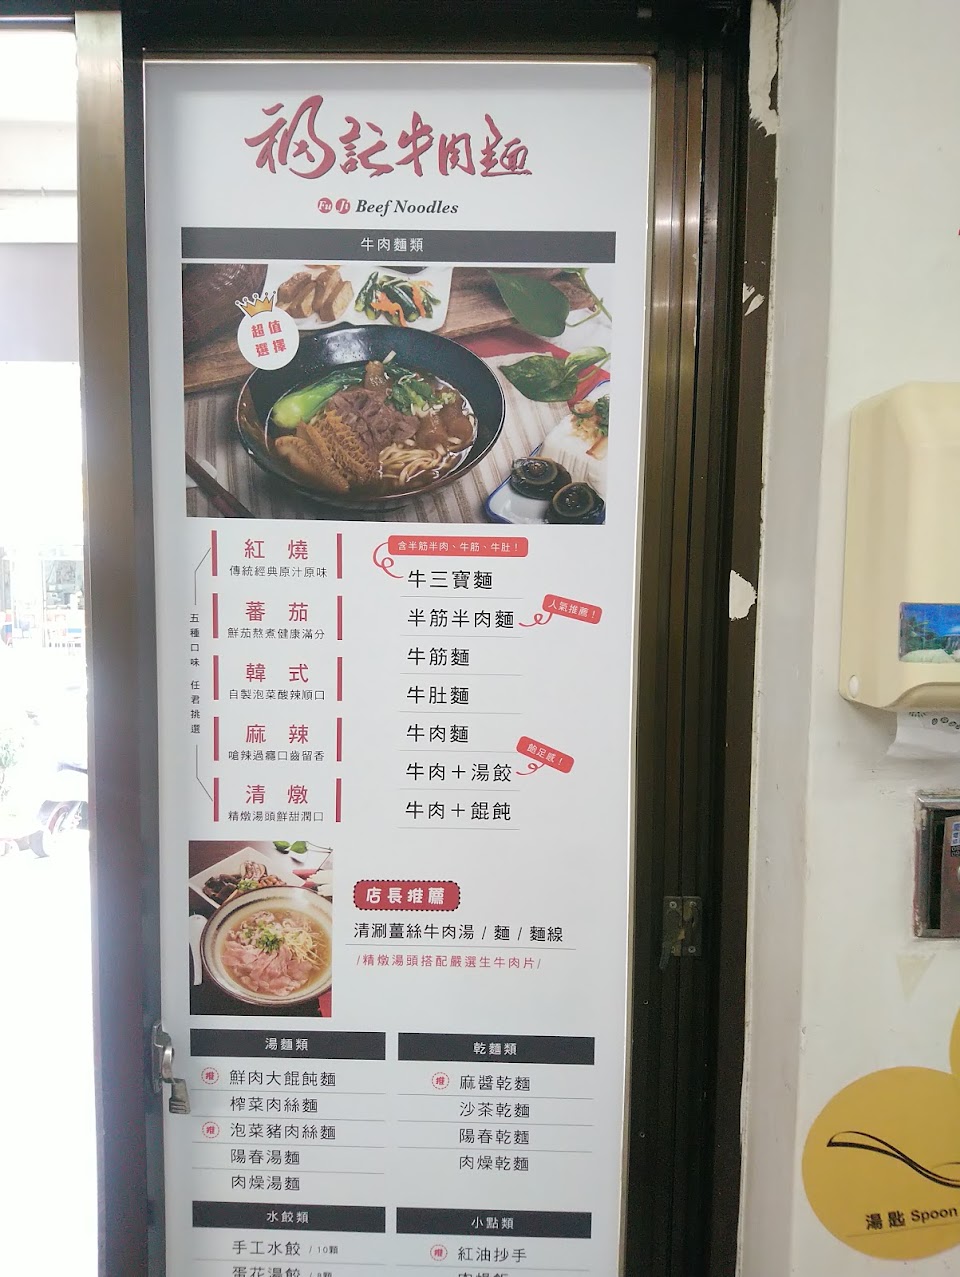 福記牛肉麵
Fu Ji Beef Noodles
牛肉麵類
超值
選擇
五種口味 任君挑選
紅燒
傳統經典原汁原味
蕃茄
鮮茄熬煮健康滿分
韓式
自製泡菜酸辣順口
麻辣
嗆辣過癮口齒留香
清燉
精燉湯頭鮮甜潤口
含半筋半肉、牛筋、牛肚！
牛三寶麵
半筋半肉麵
人氣推薦！
牛筋麵
牛肚麵
牛肉麵
牛肉＋湯餃
飽足感！
牛肉＋餛飩
店長推薦
清涮薑絲牛肉湯 / 麵 / 麵線
/精燉湯頭搭配嚴選生牛肉片/
湯麵類
推 鮮肉大餛飩麵
榨菜肉絲麵
推 泡菜豬肉絲麵
陽春湯麵
肉燥湯麵
乾麵類
推 麻醬乾麵
沙茶乾麵
陽春乾麵
肉燥乾麵
水餃類
手工水餃 / 10顆
蛋花湯餃 / 8顆
小點類
推 紅油抄手
肉燥飯
湯匙 Spoon